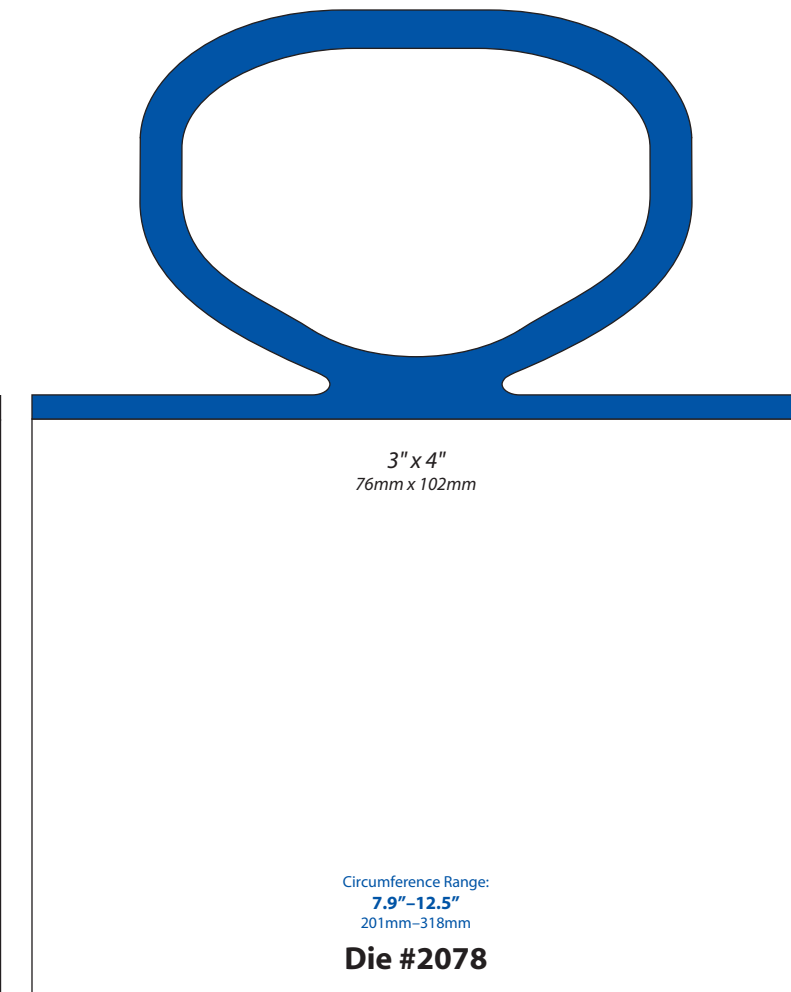 3" x 4"
76mm x 102mm
Circumference Range:
7.9”–12.5”
201mm–318mm
Die #2078